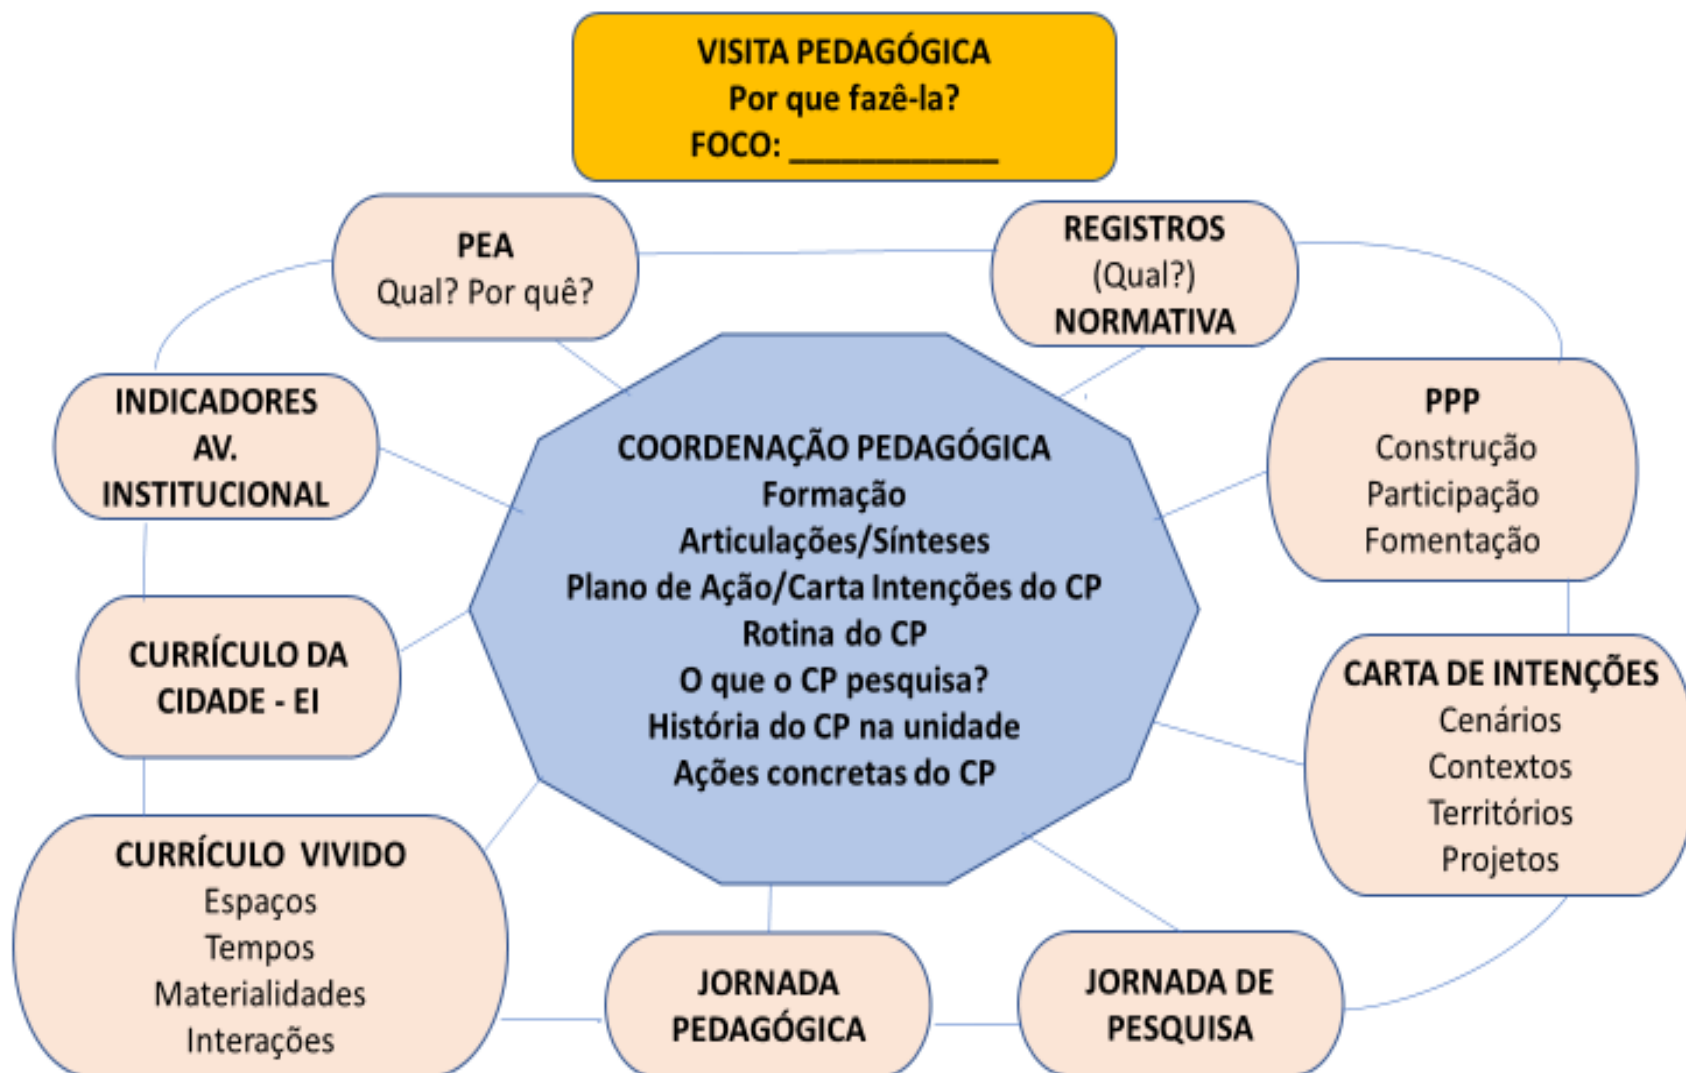 VISITA PEDAGÓGICA
Por que fazê-la?
FOCO: ____________
PEA
Qual? Por quê?
REGISTROS
(Qual?)
NORMATIVA
INDICADORES
AV.
INSTITUCIONAL
PPP
Construção
Participação
Fomentação
COORDENAÇÃO PEDAGÓGICA
Formação
Articulações/Sínteses
Plano de Ação/Carta Intenções do CP
Rotina do CP
O que o CP pesquisa?
História do CP na unidade
Ações concretas do CP
CURRÍCULO DA
CIDADE - EI
CARTA DE INTENÇÕES
Cenários
Contextos
Territórios
Projetos
CURRÍCULO VIVIDO
Espaços
Tempos
Materialidades
Interações
JORNADA
PEDAGÓGICA
JORNADA DE
PESQUISA